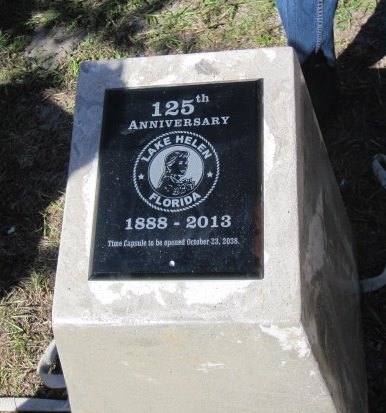 125th
ANNIVERSARY
LAKE HELEN
FLORIDA
1888 - 2013
Time Capsule to be opened October 23, 2038.